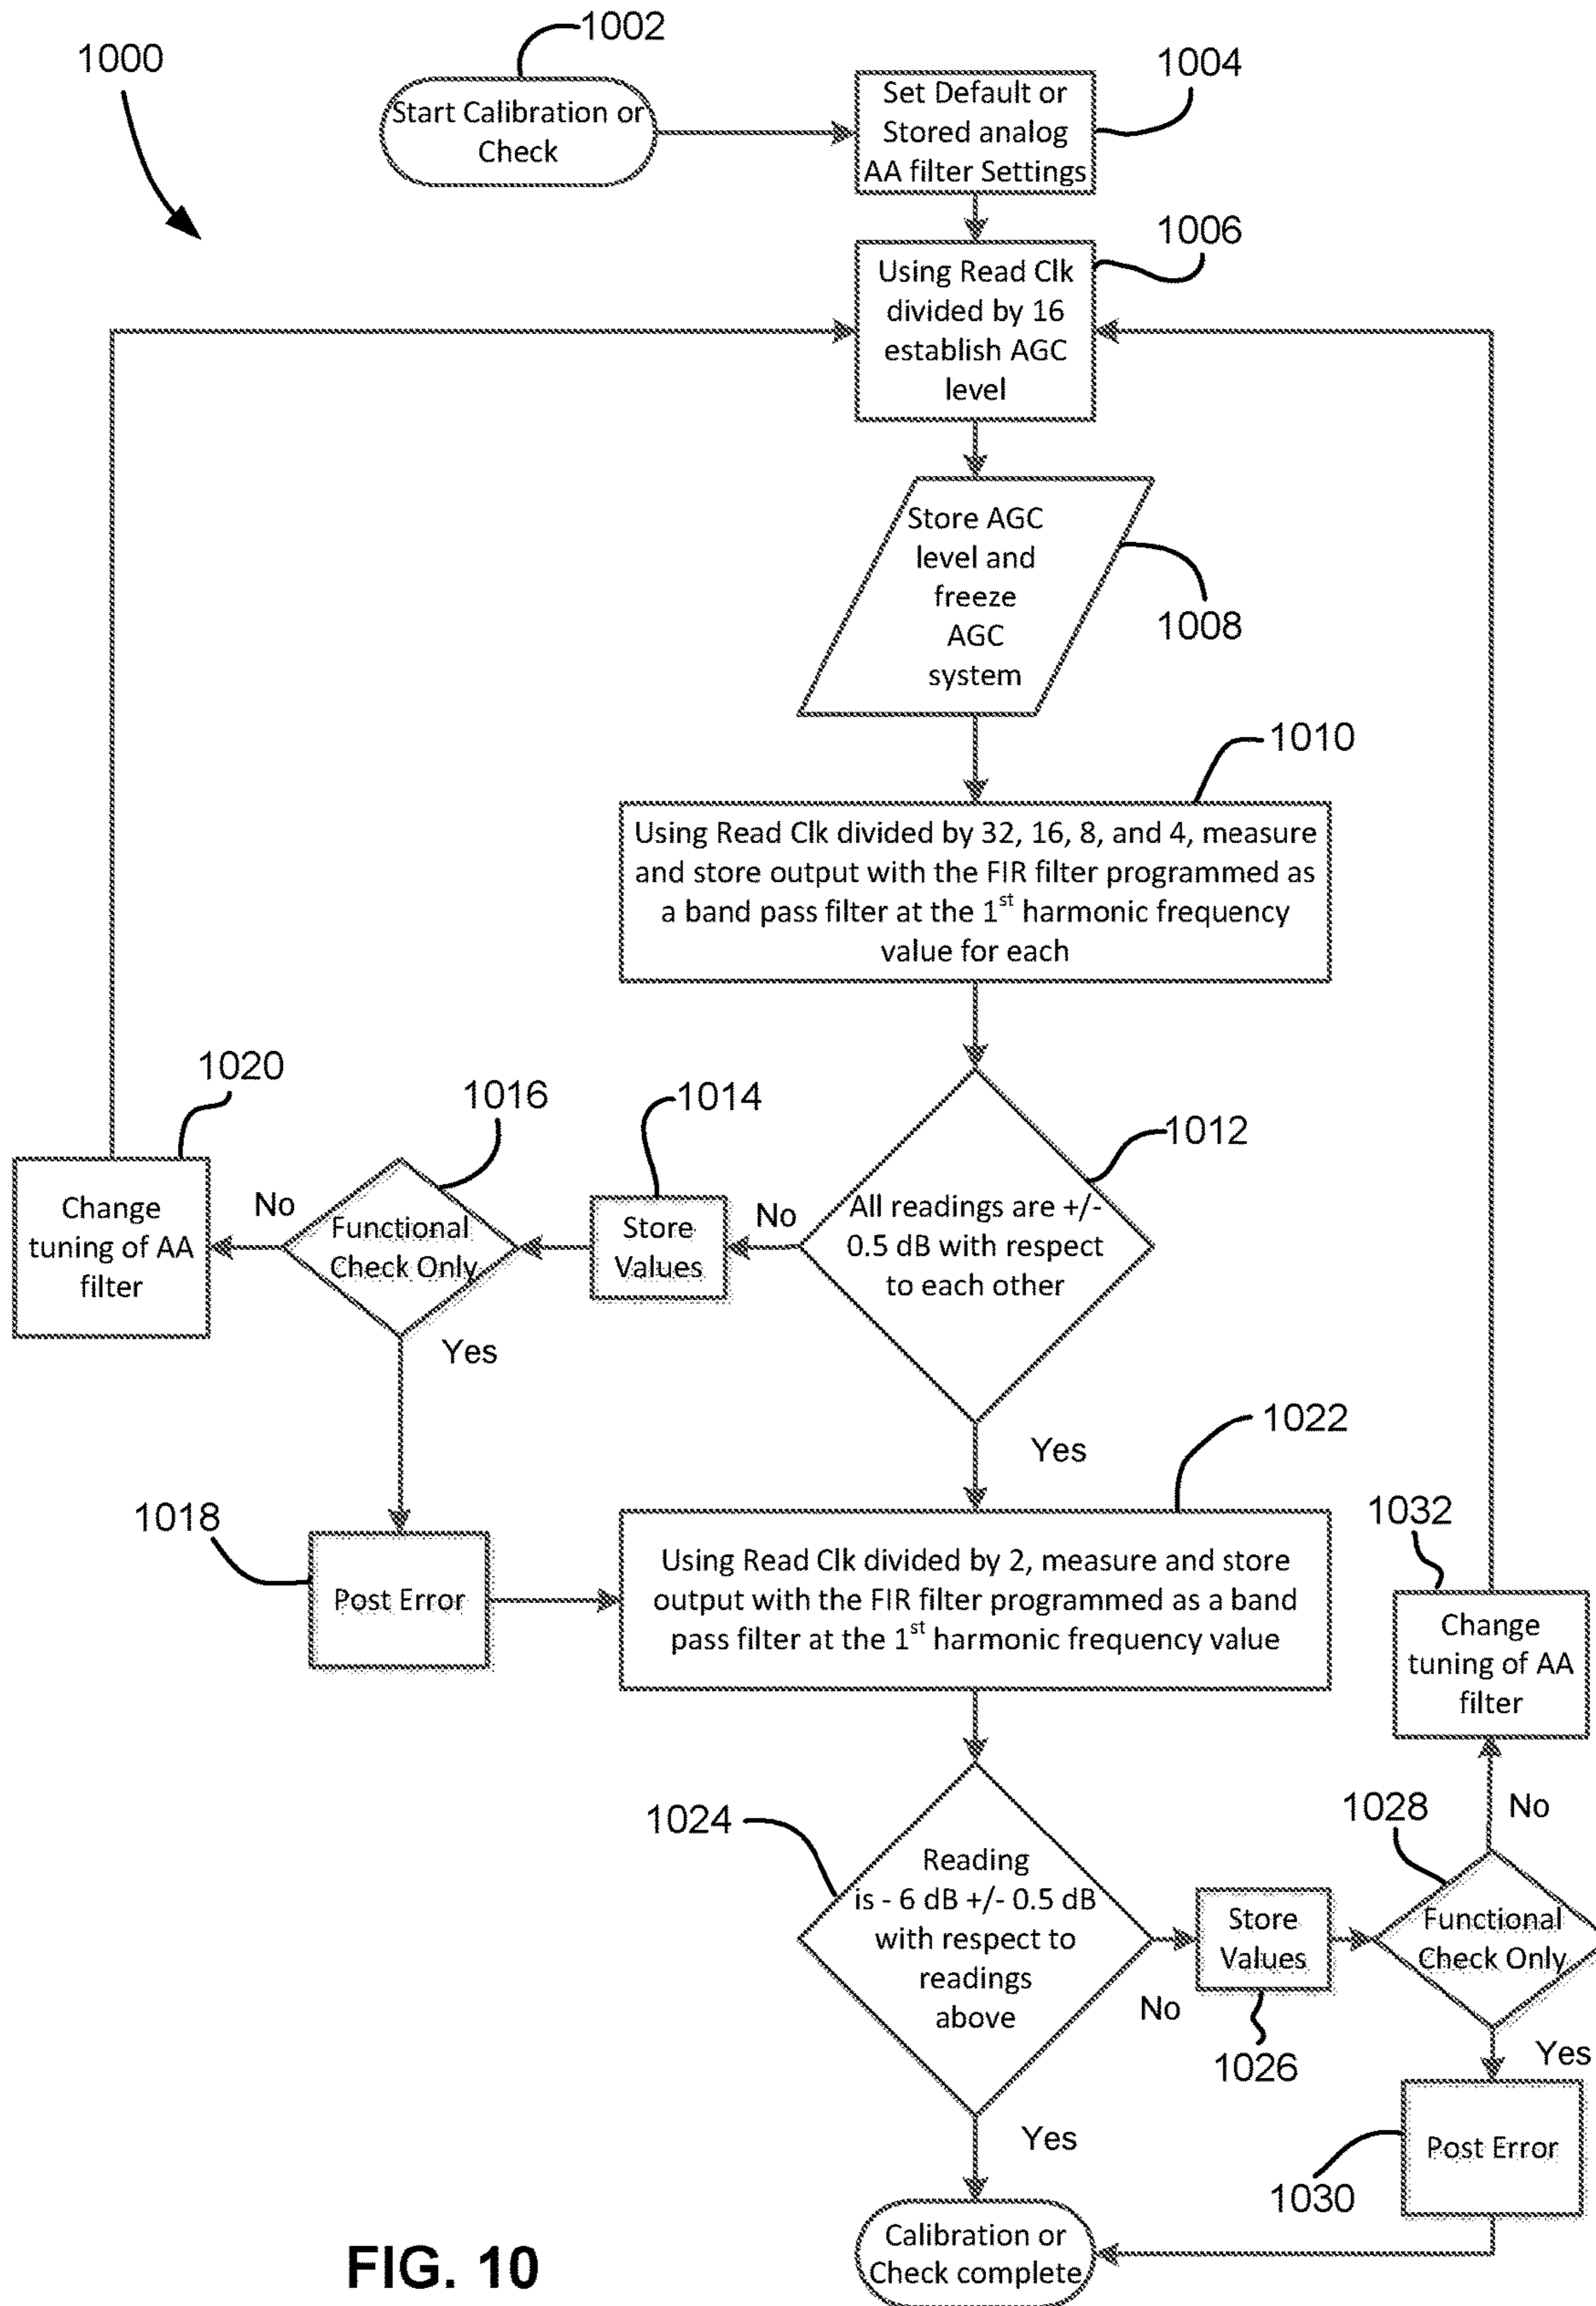 1000
1002
Start Calibration or
Check
1004
Set Default or
Stored analog
AA filter Settings
1006
Using Read Clk
divided by 16
establish AGC
level
Store AGC
level and
freeze
AGC
system
1008
1010
Using Read Clk divided by 32, 16, 8, and 4, measure
and store output with the FIR filter programmed as
a band pass filter at the 1st harmonic frequency
value for each
1012
All readings are +/-
0.5 dB with respect
to each other
No
Yes
1014
Store
Values
1016
Functional
Check Only
No
Yes
1020
Change
tuning of AA
filter
1018
Post Error
1022
Using Read Clk divided by 2, measure and store
output with the FIR filter programmed as a band
pass filter at the 1st harmonic frequency value
1024
Reading
is - 6 dB +/- 0.5 dB
with respect to
readings
above
No
Yes
Store
Values
1026
1028
Functional
Check Only
No
Yes
1032
Change
tuning of AA
filter
Post Error
1030
Calibration or
Check complete
FIG. 10